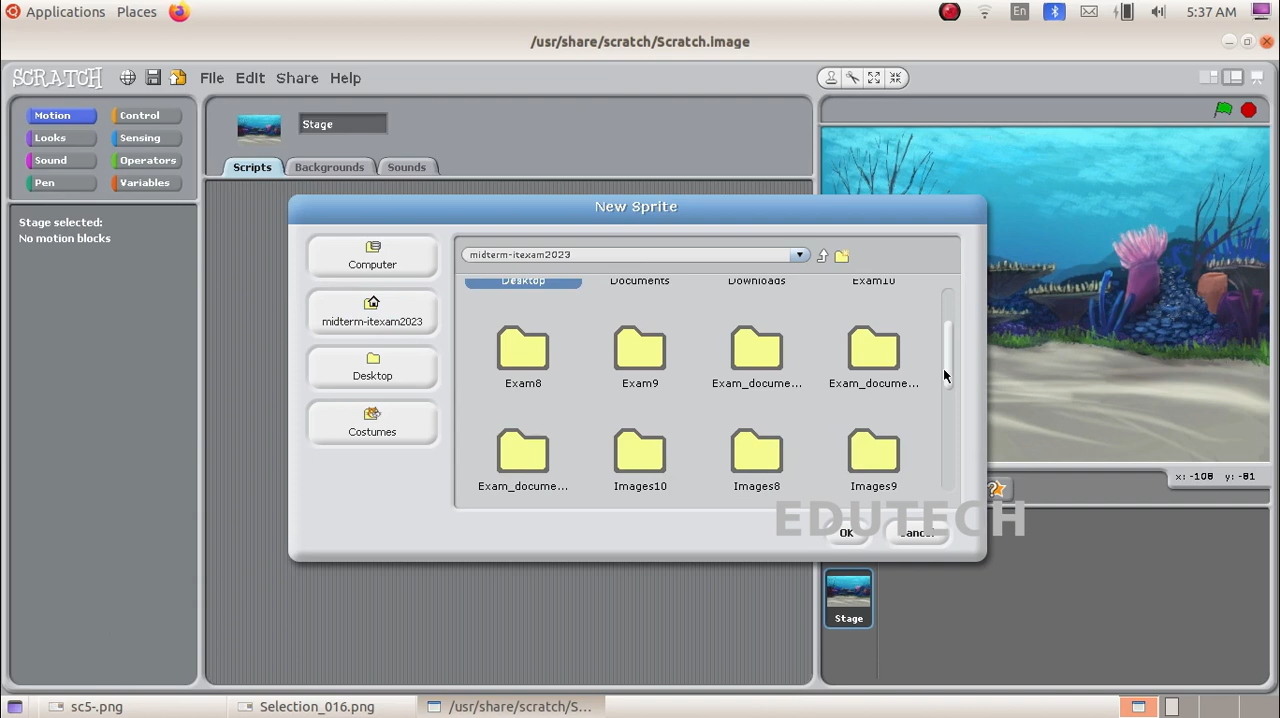 Applications Places En 5:37 AM
/usr/share/scratch/Scratch.image
SCRATCH File Edit Share Help
Motion Control
Looks Sensing
Sound Operators
Pen Variables
Stage selected:
No motion blocks
Stage
Scripts Backgrounds Sounds
New Sprite
Computer
midterm-itexam2023
Desktop
Costumes
midterm-itexam2023
Desktop Documents Downloads Exam10
Exam8 Exam9 Exam_docume... Exam_docume...
Exam_docume... Images10 Images8 Images9
EDUTECH
OK Cancel
x: -108 y: -81
Stage
sc5-.png Selection_016.png /usr/share/scratch/S...